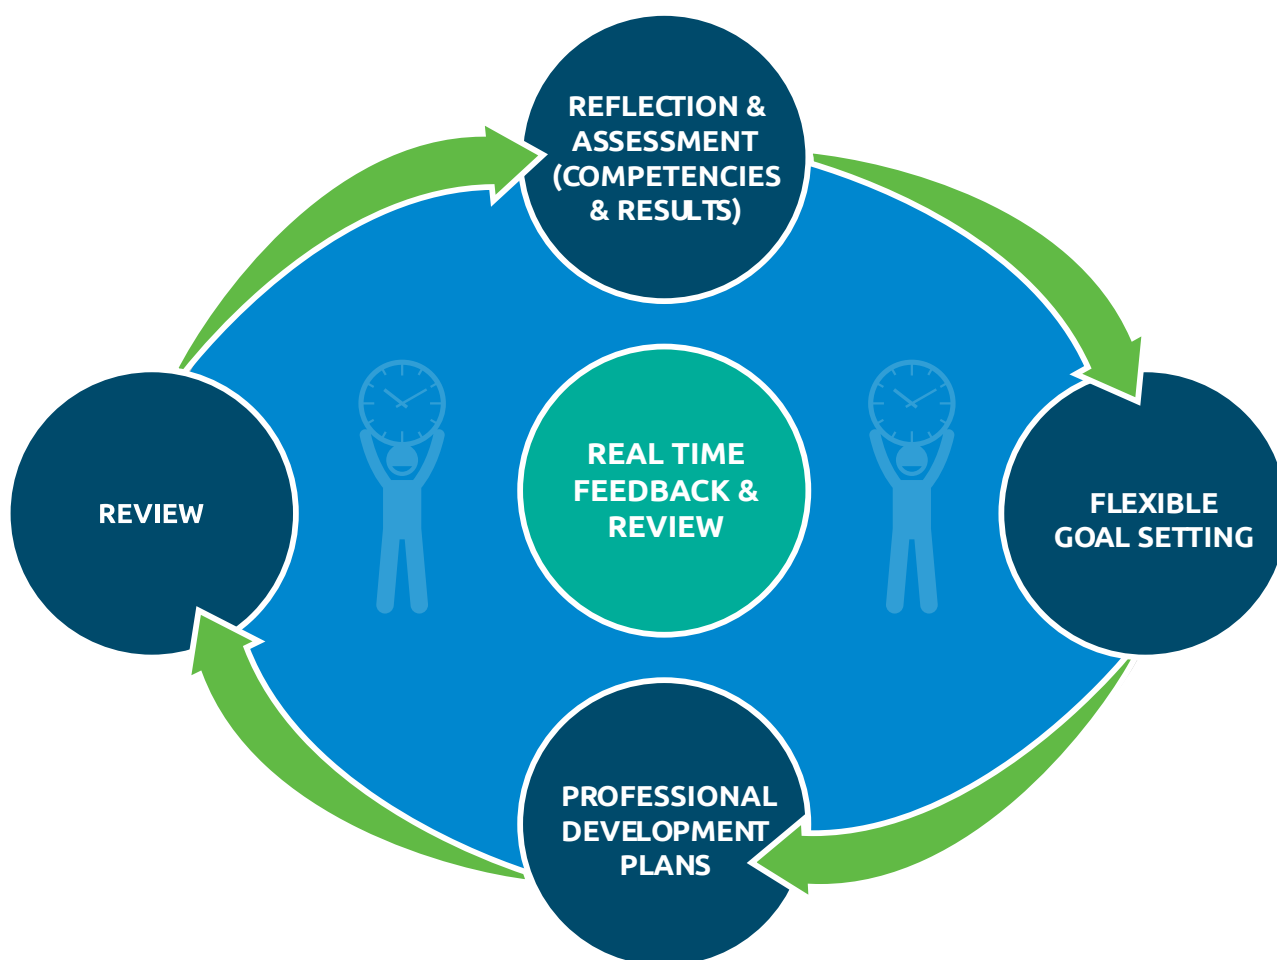 REFLECTION &
ASSESSMENT
(COMPETENCIES
& RESULTS)
REAL TIME
FEEDBACK &
REVIEW
REVIEW
FLEXIBLE
GOAL SETTING
PROFESSIONAL
DEVELOPMENT
PLANS